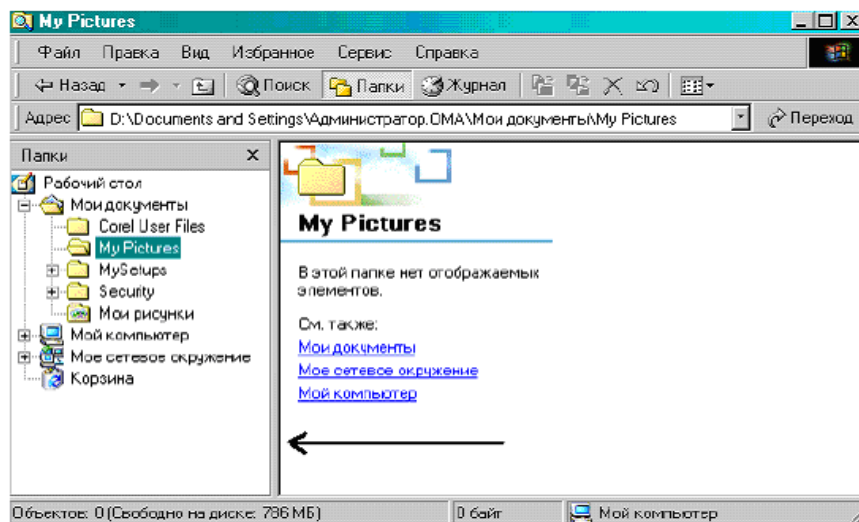 My Pictures
Файл Правка Вид Избранное Сервис Справка
Назад Поиск Папки Журнал
Адрес D:\Documents and Settings\Администратор.OMA\Мои документы\My Pictures Переход
Папки
Рабочий стол
Мои документы
Corel User Files
My Pictures
MySetups
Security
Мои рисунки
Мой компьютер
Мое сетевое окружение
Корзина
My Pictures
В этой папке нет отображаемых
элементов.
См. также:
Мои документы
Мое сетевое окружение
Мой компьютер
Объектов: 0 (Свободно на диске: 786 МБ) 0 байт Мой компьютер